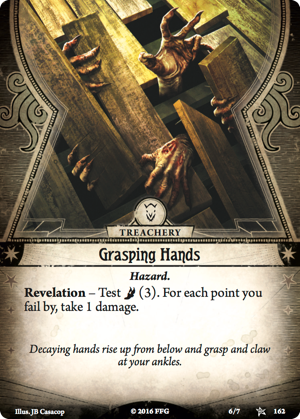 TREACHERY
Grasping Hands
Hazard.
Revelation – Test (3). For each point you
fail by, take 1 damage.
Decaying hands rise up from below and grasp and claw
at your ankles.
Illus. JB Casacop © 2016 FFG 6/7 162